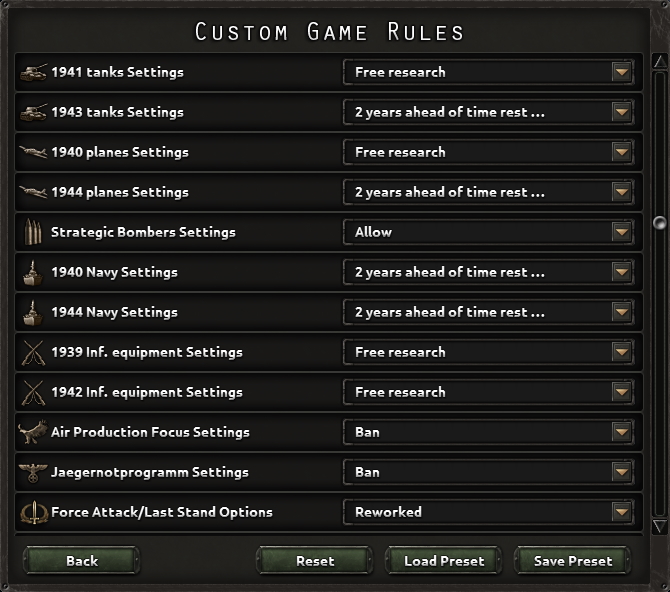 Custom Game Rules
1941 tanks Settings Free research
1943 tanks Settings 2 years ahead of time rest ...
1940 planes Settings Free research
1944 planes Settings 2 years ahead of time rest ...
Strategic Bombers Settings Allow
1940 Navy Settings 2 years ahead of time rest ...
1944 Navy Settings 2 years ahead of time rest ...
1939 Inf. equipment Settings Free research
1942 Inf. equipment Settings Free research
Air Production Focus Settings Ban
Jaegernotprogramm Settings Ban
Force Attack/Last Stand Options Reworked
Back Reset Load Preset Save Preset